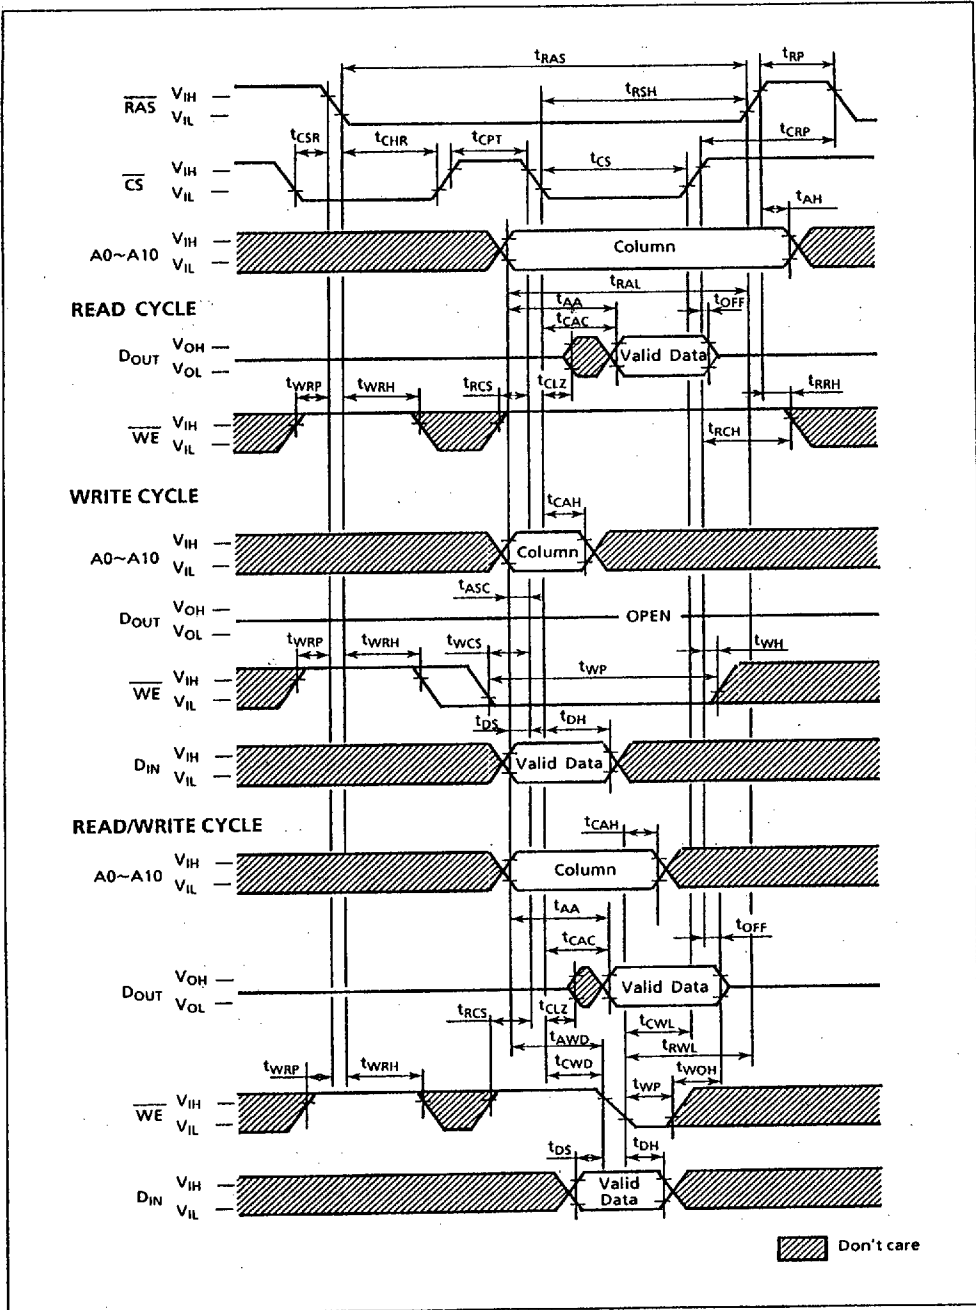 tRAS
tRP
RAS VIH VIL
tRSH
tCSR tCHR tCPT tCRP
CS VIH VIL
tCS
tAH
A0~A10 VIH VIL
Column
tRAL
READ CYCLE
tAA tOFF
tCAC
DOUT VOH VOL
Valid Data
tWRP tWRH tRCS tCLZ tRRH
WE VIH VIL
tRCH
WRITE CYCLE
tCAH
A0~A10 VIH VIL
Column
tASC
DOUT VOH VOL
OPEN
tWRP tWRH tWCS tWH
WE VIH VIL
tWP
tDS tDH
DIN VIH VIL
Valid Data
READ/WRITE CYCLE
tCAH
A0~A10 VIH VIL
Column
tAA
tOFF
tCAC
DOUT VOH VOL
Valid Data
tRCS tCLZ tCWL
tAWD tRWL
tWRP tWRH tCWD tWP tWOH
WE VIH VIL
tDS tDH
DIN VIH VIL
Valid
Data
Don't care